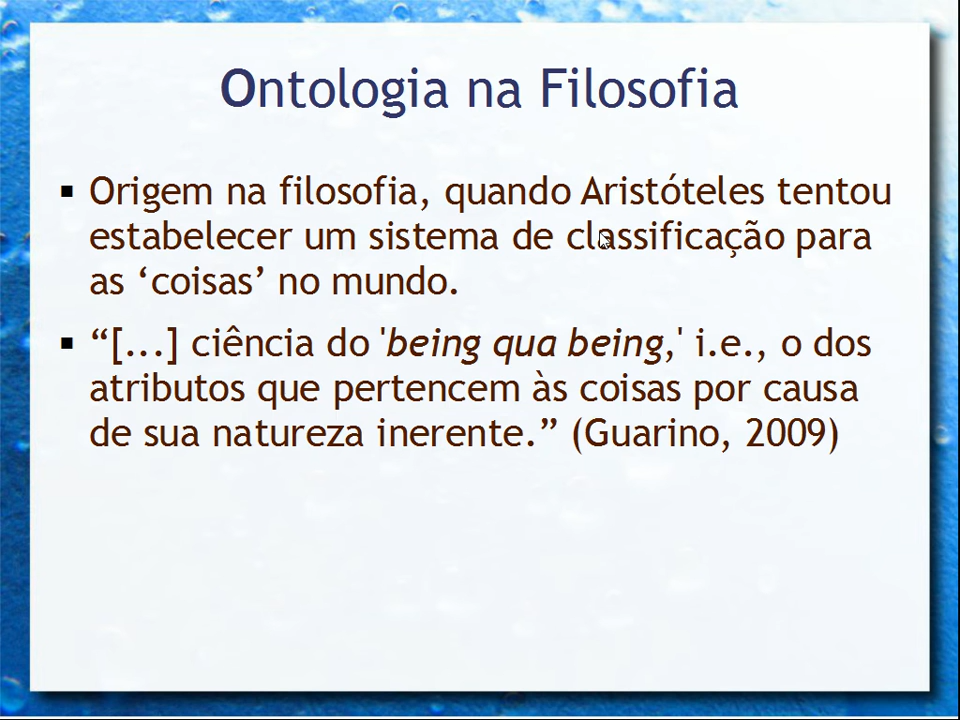 Ontologia na Filosofia
▪ Origem na filosofia, quando Aristóteles tentou
estabelecer um sistema de classificação para
as ‘coisas’ no mundo.
▪ “[...] ciência do 'being qua being,' i.e., o dos
atributos que pertencem às coisas por causa
de sua natureza inerente.” (Guarino, 2009)